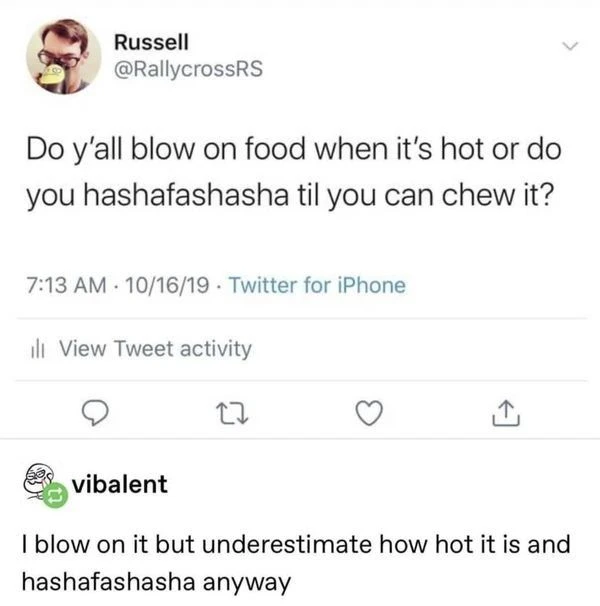 Russell
@RallycrossRS
Do y'all blow on food when it's hot or do
you hashafashasha til you can chew it?
7:13 AM · 10/16/19 · Twitter for iPhone
View Tweet activity
vibalent
I blow on it but underestimate how hot it is and
hashafashasha anyway